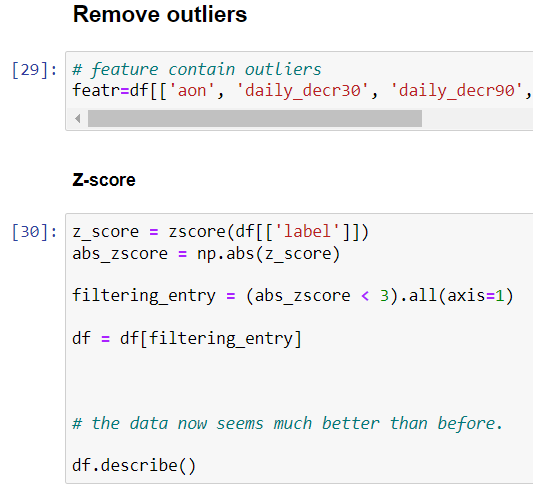 Remove outliers
[29]: # feature contain outliers
featr=df[['aon', 'daily_decr30', 'daily_decr90',
Z-score
[30]: z_score = zscore(df[['label']])
abs_zscore = np.abs(z_score)
filtering_entry = (abs_zscore < 3).all(axis=1)
df = df[filtering_entry]
# the data now seems much better than before.
df.describe()